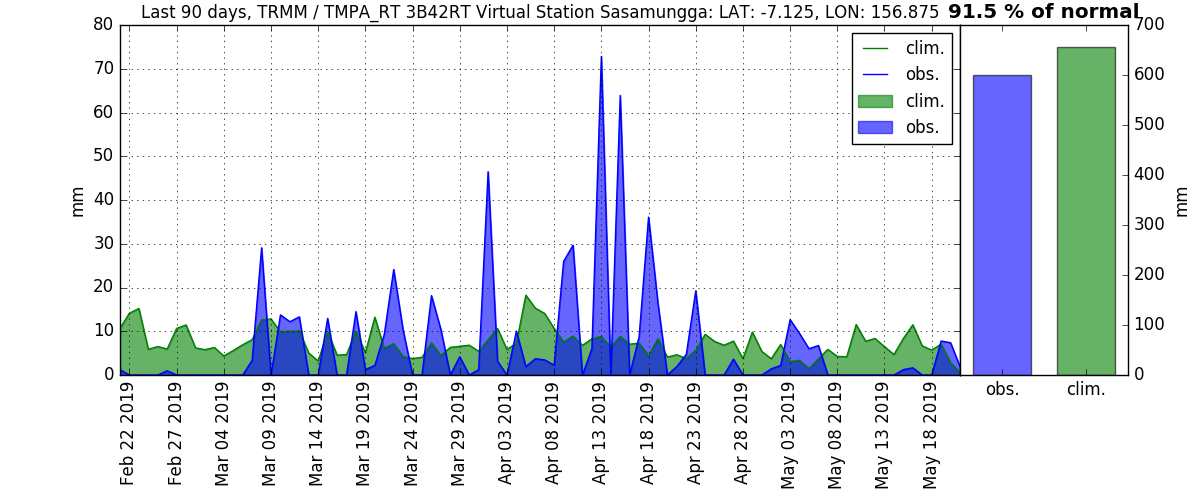 Last 90 days, TRMM / TMPA_RT 3B42RT Virtual Station Sasamungga: LAT: -7.125, LON: 156.875
91.5 % of normal
80
70
60
50
40
30
20
10
0
mm
clim.
obs.
clim.
obs.
700
600
500
400
300
200
100
0
mm
obs.
clim.
Feb 22 2019
Feb 27 2019
Mar 04 2019
Mar 09 2019
Mar 14 2019
Mar 19 2019
Mar 24 2019
Mar 29 2019
Apr 03 2019
Apr 08 2019
Apr 13 2019
Apr 18 2019
Apr 23 2019
Apr 28 2019
May 03 2019
May 08 2019
May 13 2019
May 18 2019